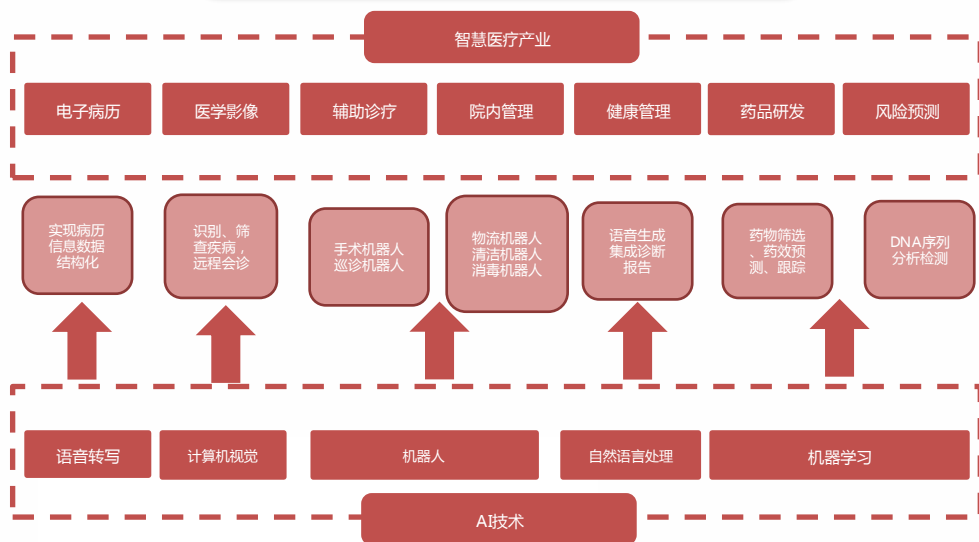 智慧医疗产业
电子病历
医学影像
辅助诊疗
院内管理
健康管理
药品研发
风险预测
实现病历
信息数据
结构化
识别、筛
查疾病，
远程会诊
手术机器人
巡诊机器人
物流机器人
清洁机器人
消毒机器人
语音生成
集成诊断
报告
药物筛选
、药效预
测、跟踪
DNA序列
分析检测
语音转写
计算机视觉
机器人
自然语言处理
机器学习
AI技术